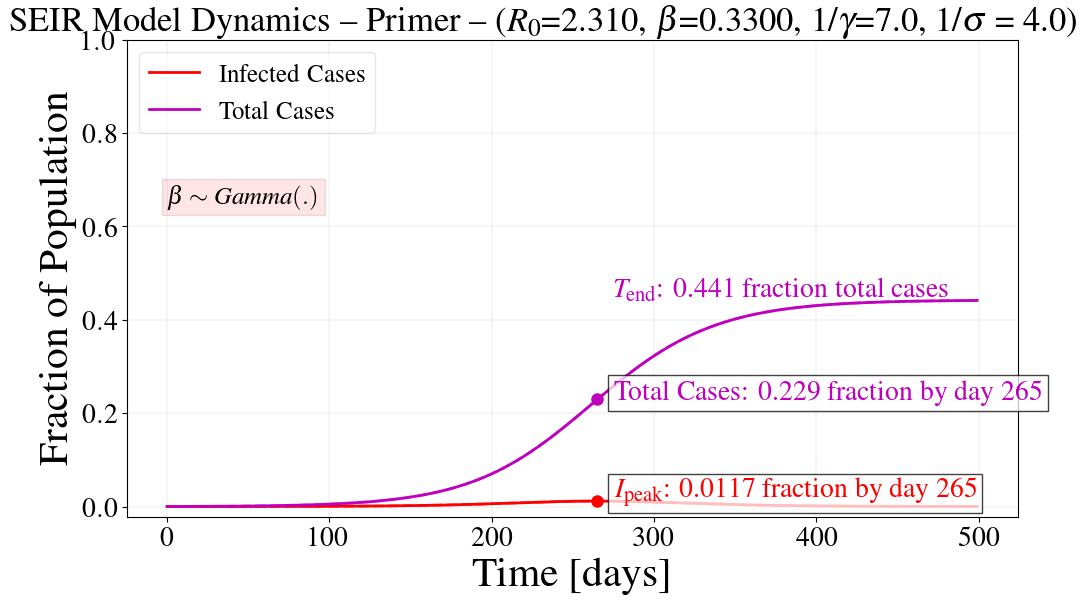 SEIR Model Dynamics – Primer – (R₀=2.310, β=0.3300, 1/γ=7.0, 1/σ = 4.0)
Fraction of Population
1.0
0.8
0.6
0.4
0.2
0.0
Infected Cases
Total Cases
β ~ Gamma(.)
T_end: 0.441 fraction total cases
Total Cases: 0.229 fraction by day 265
I_peak: 0.0117 fraction by day 265
0 100 200 300 400 500
Time [days]